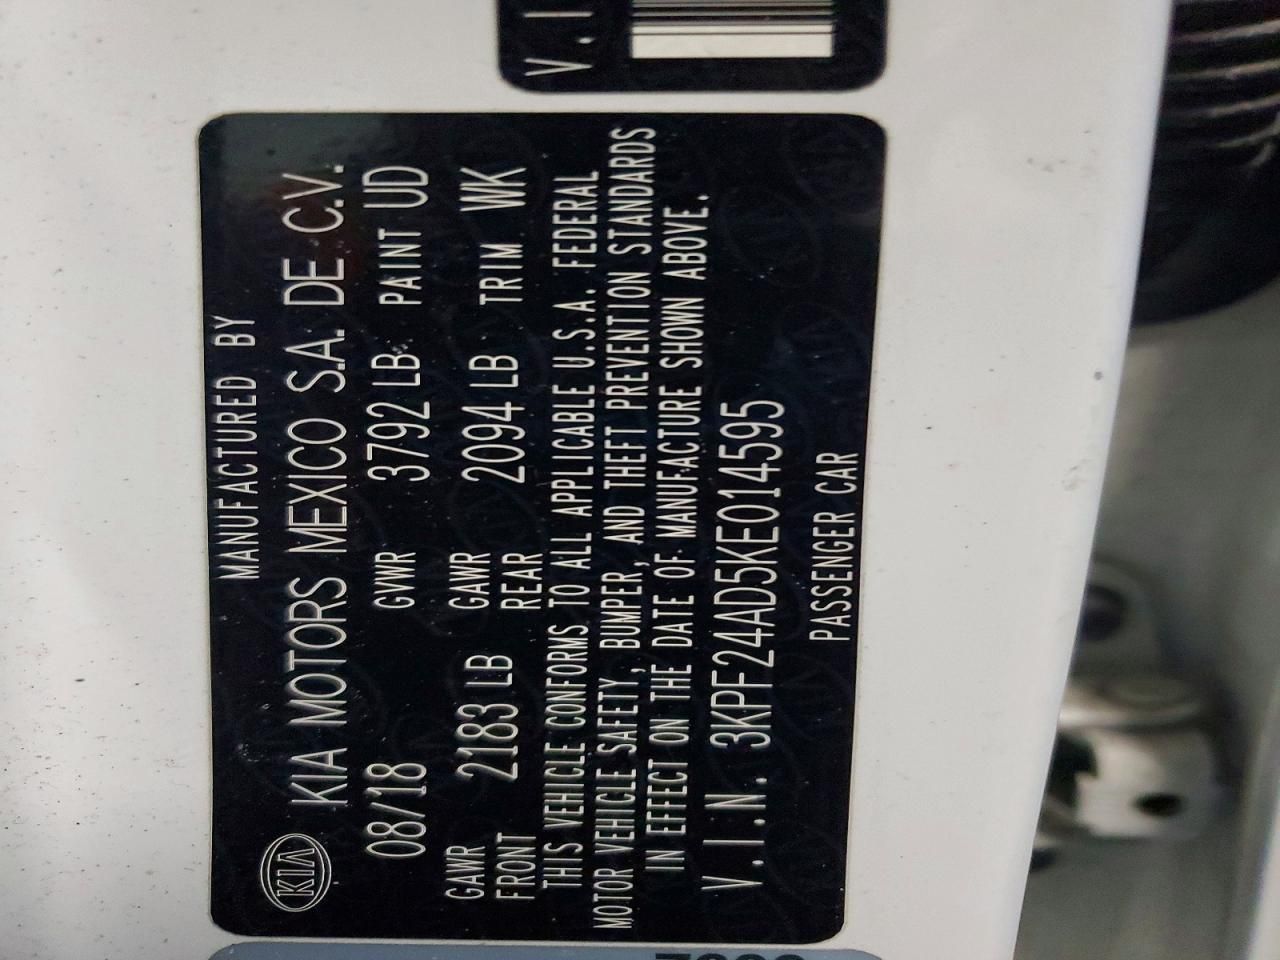 V.I
MANUFACTURED BY
KIA KIA MOTORS MEXICO S.A. DE C.V.
08/18 GVWR 3792 LB PAINT UD
GAWR FRONT 2183 LB GAWR REAR 2094 LB TRIM WK
THIS VEHICLE CONFORMS TO ALL APPLICABLE U.S.A. FEDERAL
MOTOR VEHICLE SAFETY, BUMPER, AND THEFT PREVENTION STANDARDS
IN EFFECT ON THE DATE OF MANUFACTURE SHOWN ABOVE.
V.I.N. 3KPF24AD5KE014595
PASSENGER CAR